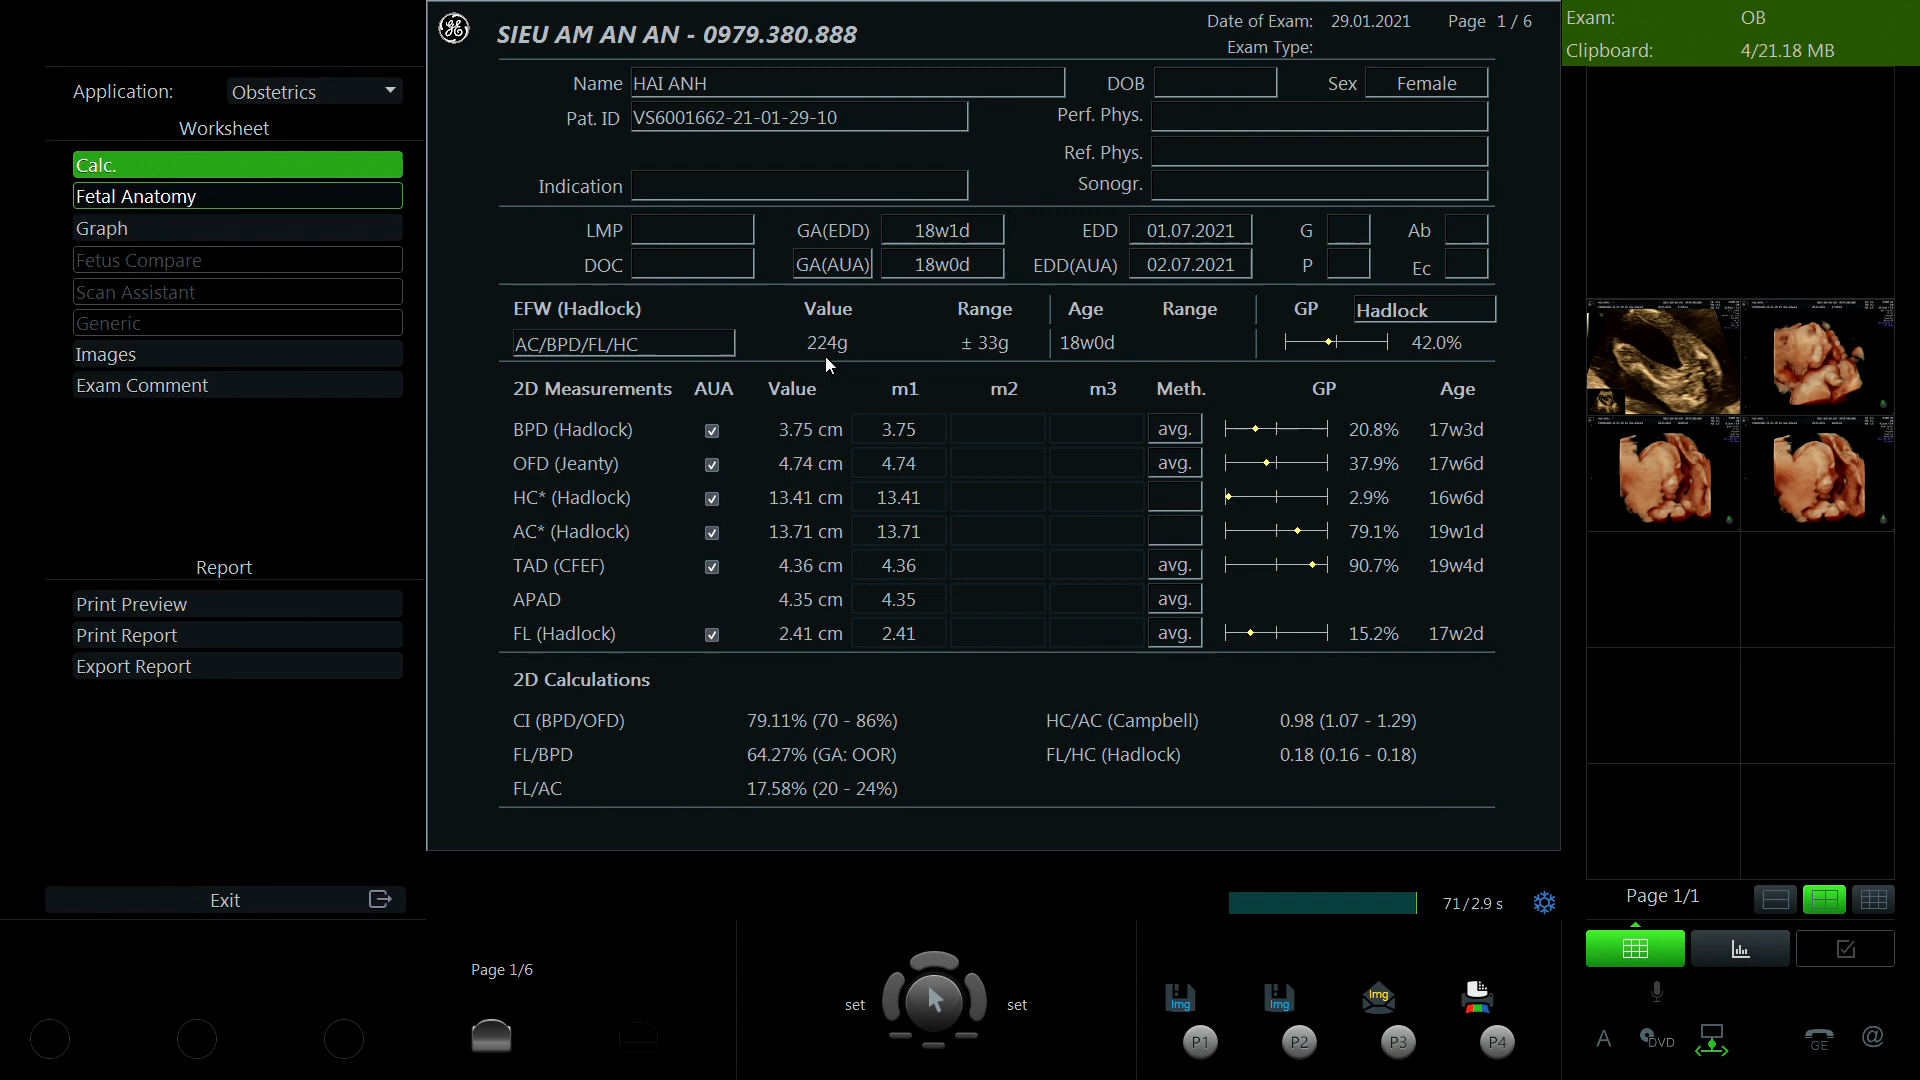 SIEU AM AN AN - 0979.380.888
Date of Exam: 29.01.2021 Page 1 / 6
Exam Type:
Exam: OB
Clipboard: 4/21.18 MB
Application: Obstetrics
Worksheet
Calc.
Fetal Anatomy
Graph
Fetus Compare
Scan Assistant
Generic
Images
Exam Comment
Report
Print Preview
Print Report
Export Report
Exit
Name HAI ANH DOB Sex Female
Pat. ID VS6001662-21-01-29-10 Perf. Phys.
Ref. Phys.
Indication Sonogr.
LMP GA(EDD) 18w1d EDD 01.07.2021 G Ab
DOC GA(AUA) 18w0d EDD(AUA) 02.07.2021 P Ec
EFW (Hadlock) Value Range Age Range GP Hadlock
AC/BPD/FL/HC 224g ± 33g 18w0d 42.0%
2D Measurements AUA Value m1 m2 m3 Meth. GP Age
BPD (Hadlock) 3.75 cm 3.75 avg. 20.8% 17w3d
OFD (Jeanty) 4.74 cm 4.74 avg. 37.9% 17w6d
HC* (Hadlock) 13.41 cm 13.41 2.9% 16w6d
AC* (Hadlock) 13.71 cm 13.71 79.1% 19w1d
TAD (CFEF) 4.36 cm 4.36 avg. 90.7% 19w4d
APAD 4.35 cm 4.35 avg.
FL (Hadlock) 2.41 cm 2.41 avg. 15.2% 17w2d
2D Calculations
CI (BPD/OFD) 79.11% (70 - 86%) HC/AC (Campbell) 0.98 (1.07 - 1.29)
FL/BPD 64.27% (GA: OOR) FL/HC (Hadlock) 0.18 (0.16 - 0.18)
FL/AC 17.58% (20 - 24%)
71/2.9 s
Page 1/1
Page 1/6
set set
Img Img Img
P1 P2 P3 P4
A DVD GE @